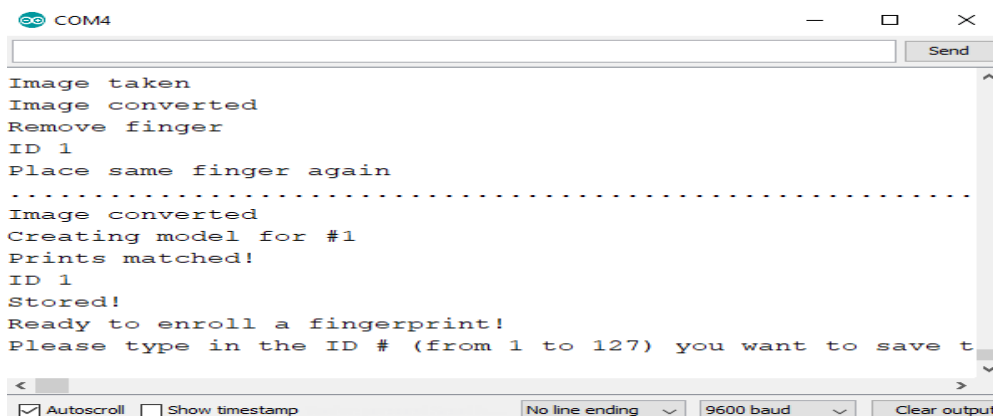 COM4
Send
Image taken
Image converted
Remove finger
ID 1
Place same finger again
...........................................................
Image converted
Creating model for #1
Prints matched!
ID 1
Stored!
Ready to enroll a fingerprint!
Please type in the ID # (from 1 to 127) you want to save t
Autoscroll Show timestamp No line ending 9600 baud Clear output